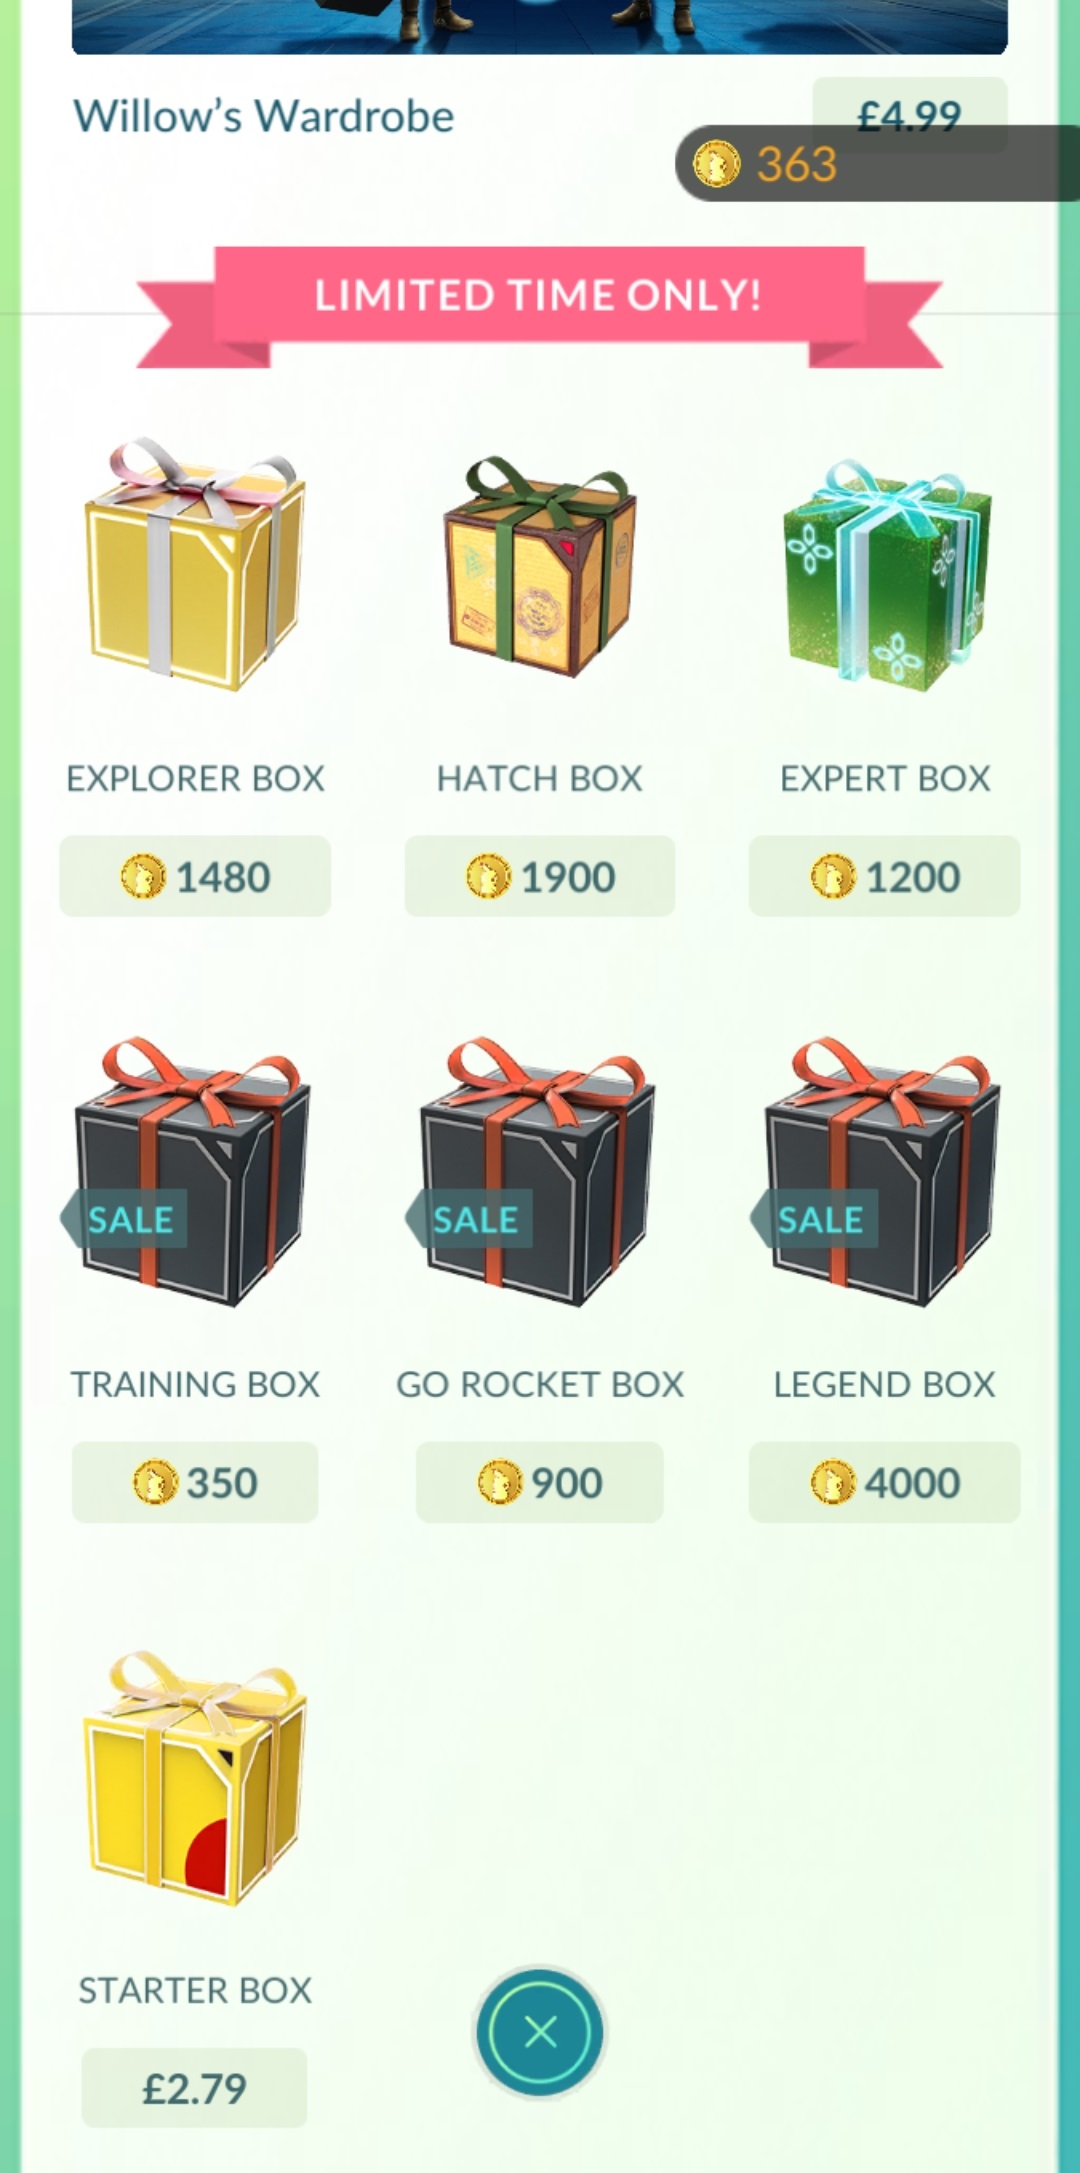 Willow's Wardrobe
£4.99
363
LIMITED TIME ONLY!
EXPLORER BOX
HATCH BOX
EXPERT BOX
1480
1900
1200
SALE
SALE
SALE
TRAINING BOX
GO ROCKET BOX
LEGEND BOX
350
900
4000
STARTER BOX
£2.79